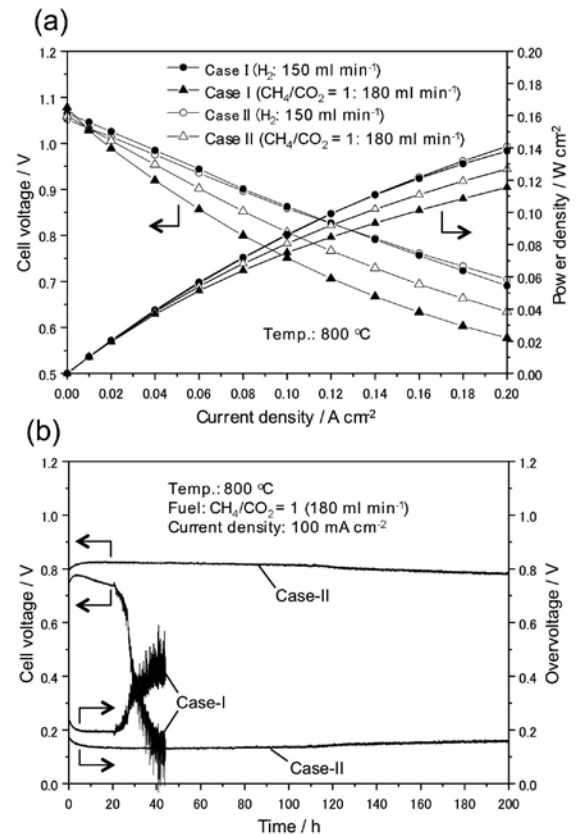 (a)
Case I (H2: 150 ml min-1)
Case I (CH4/CO2 = 1: 180 ml min-1)
Case II (H2: 150 ml min-1)
Case II (CH4/CO2 = 1: 180 ml min-1)
Temp.: 800 ºC
Cell voltage / V
1.2
1.1
1.0
0.9
0.8
0.7
0.6
0.5
Power density / W cm2
0.20
0.18
0.16
0.14
0.12
0.10
0.08
0.06
0.04
0.02
0.00
0.00 0.02 0.04 0.06 0.08 0.10 0.12 0.14 0.16 0.18 0.20
Current density / A cm-2
(b)
Temp.: 800 ºC
Fuel: CH4/CO2 = 1 (180 ml min-1)
Current density: 100 mA cm-2
Case-II
Case-I
Case-II
Cell voltage / V
1.2
1.0
0.8
0.6
0.4
0.2
0.0
Overvoltage / V
1.2
1.0
0.8
0.6
0.4
0.2
0.0
0 20 40 60 80 100 120 140 160 180 200
Time / h